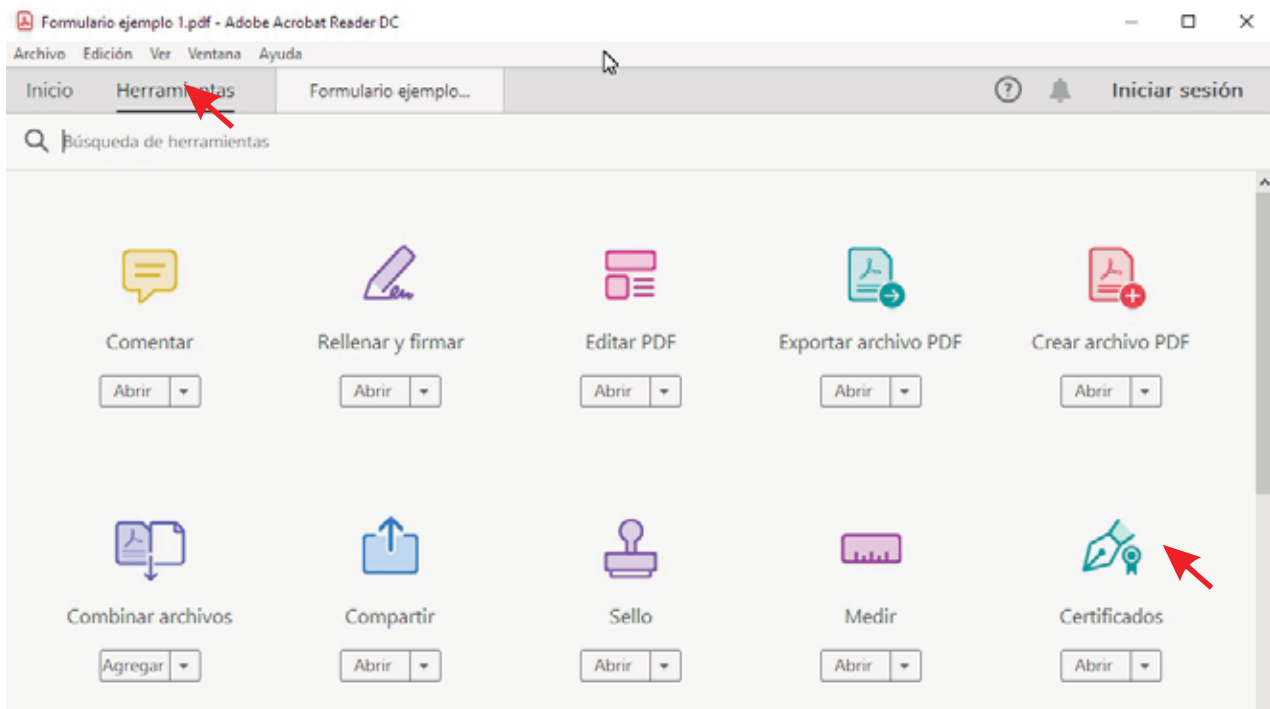 Formulario ejemplo 1.pdf - Adobe Acrobat Reader DC
Archivo Edición Ver Ventana Ayuda
Inicio Herramientas Formulario ejemplo... Iniciar sesión
Búsqueda de herramientas
Comentar Rellenar y firmar Editar PDF Exportar archivo PDF Crear archivo PDF
Abrir Abrir Abrir Abrir Abrir
Combinar archivos Compartir Sello Medir Certificados
Agregar Abrir Abrir Abrir Abrir